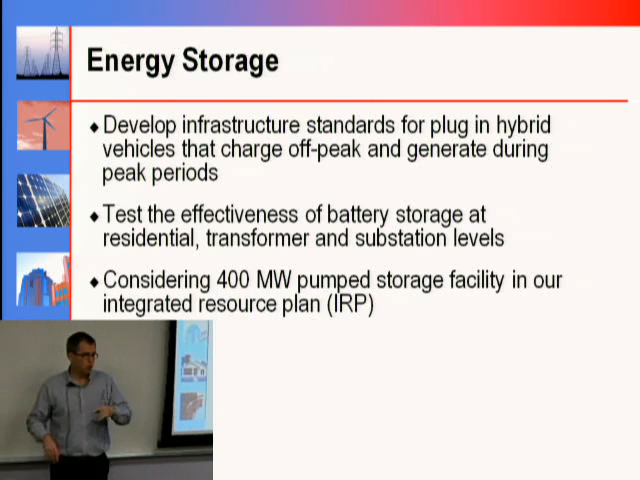 Energy Storage
♦Develop infrastructure standards for plug in hybrid
vehicles that charge off-peak and generate during
peak periods
♦Test the effectiveness of battery storage at
residential, transformer and substation levels
♦Considering 400 MW pumped storage facility in our
integrated resource plan (IRP)